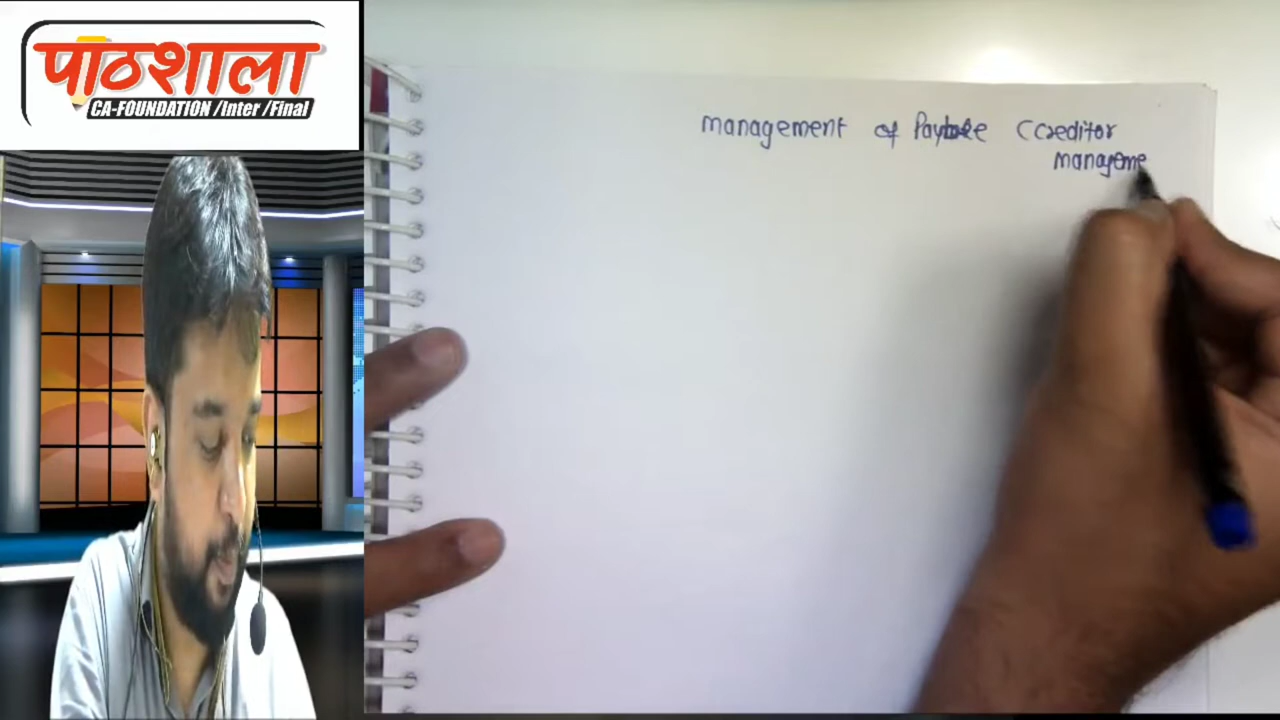 पाठशाला
CA-FOUNDATION /Inter /Final
management of Payable (Creditor
manageme